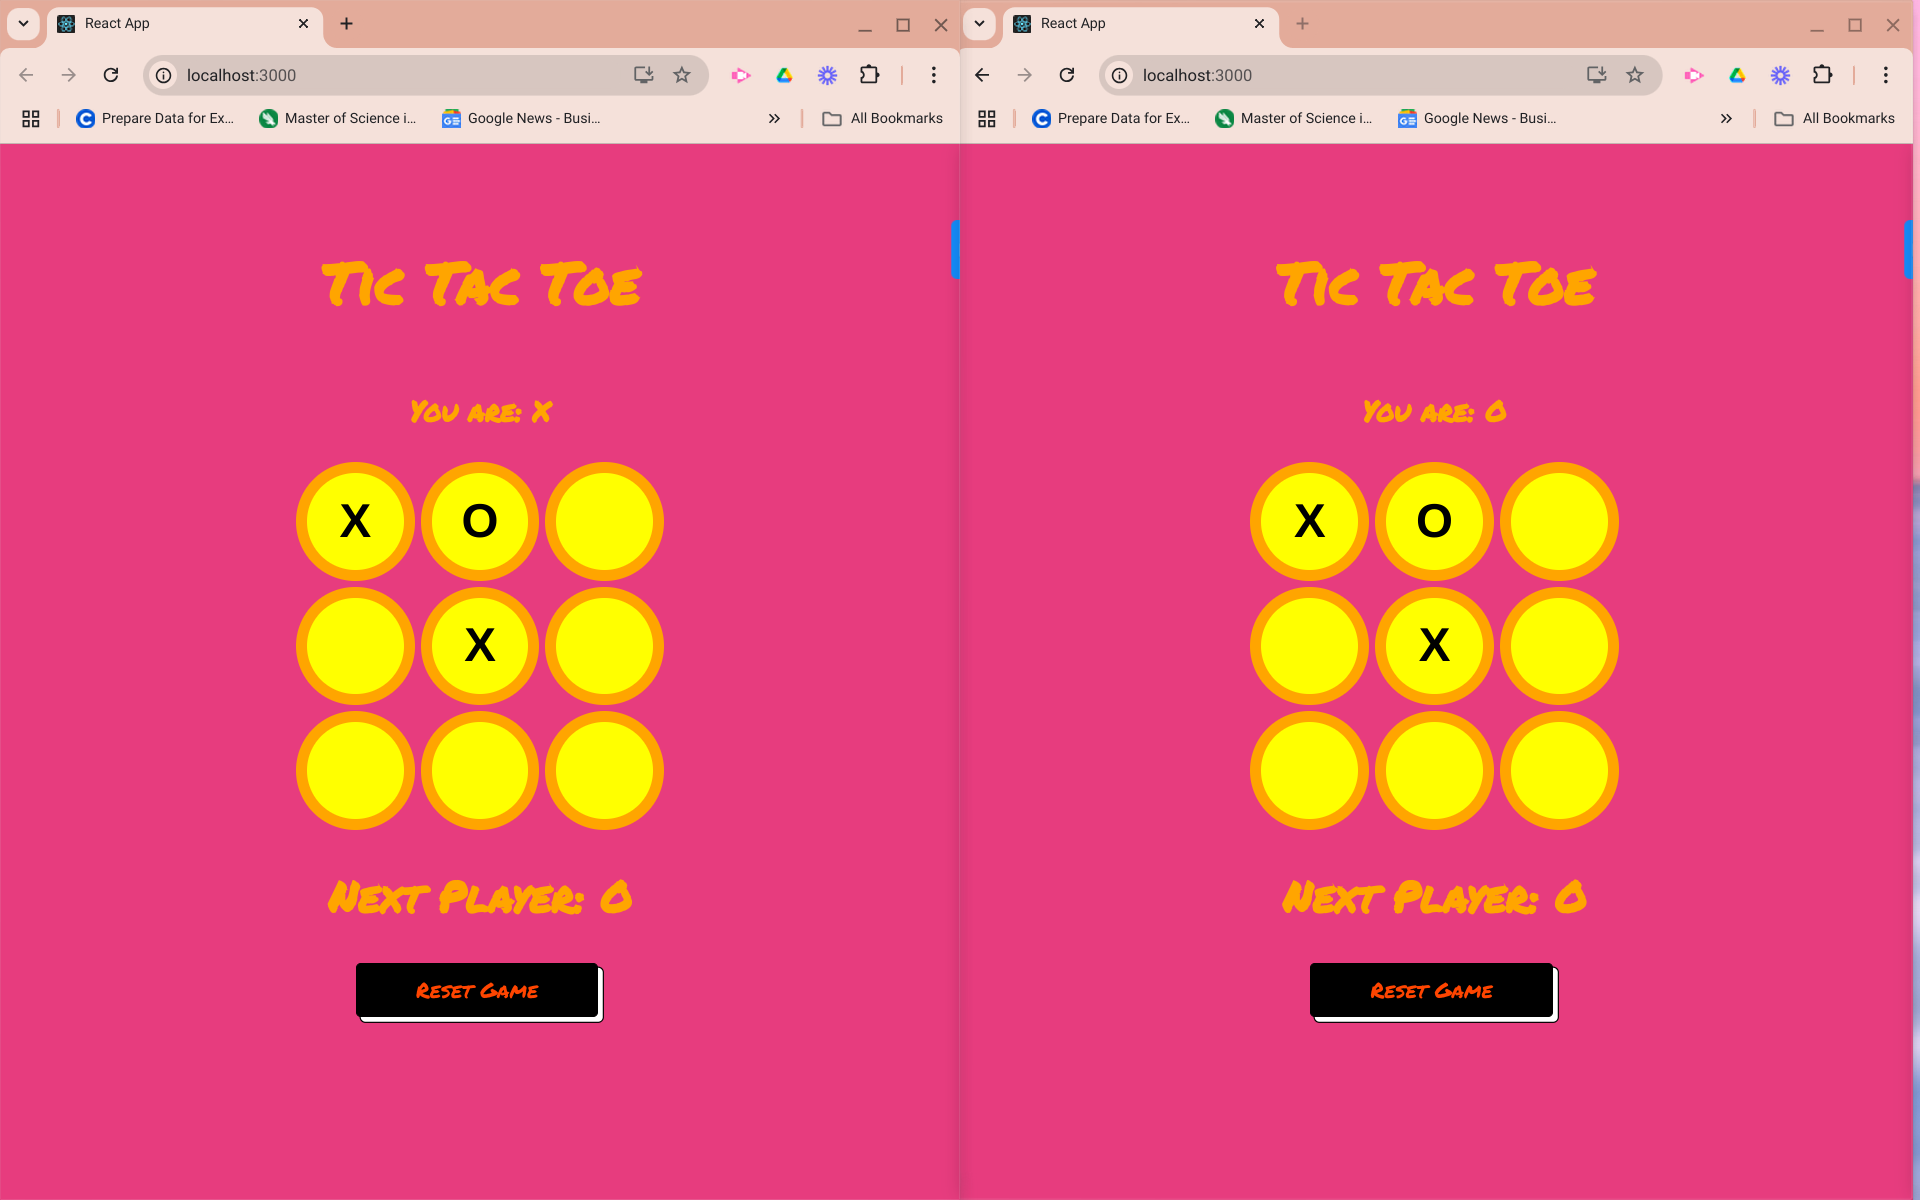 React App
localhost:3000
Prepare Data for Ex...
Master of Science i...
Google News - Busi...
All Bookmarks
Tic Tac Toe
You are: X
X O
X
Next Player: O
Reset Game
React App
localhost:3000
Prepare Data for Ex...
Master of Science i...
Google News - Busi...
All Bookmarks
Tic Tac Toe
You are: O
X O
X
Next Player: O
Reset Game